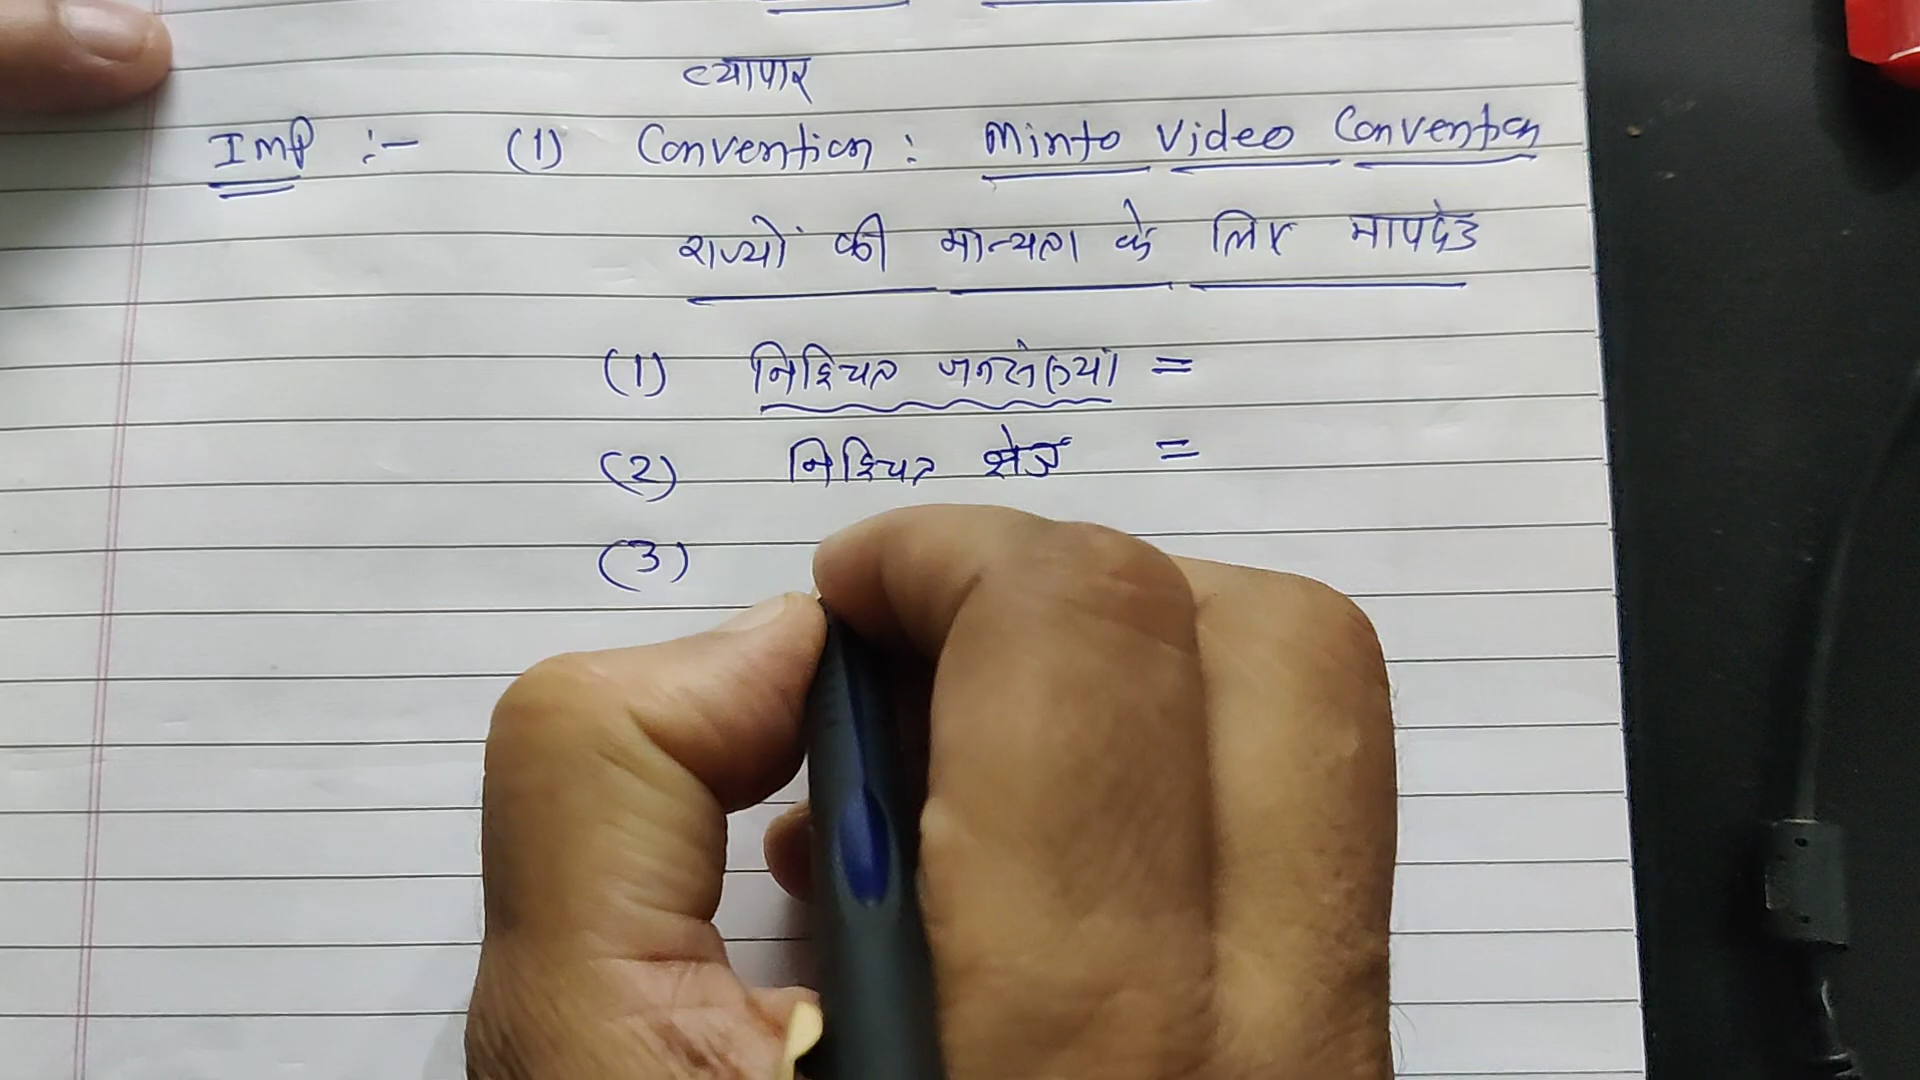 व्यापार
Imp :- (1) Convention : Minto Video Convention
राज्यों की मान्यता के लिए मापदंड
(1) निश्चित जनसंख्या =
(2) निश्चित क्षेत्र =
(3)